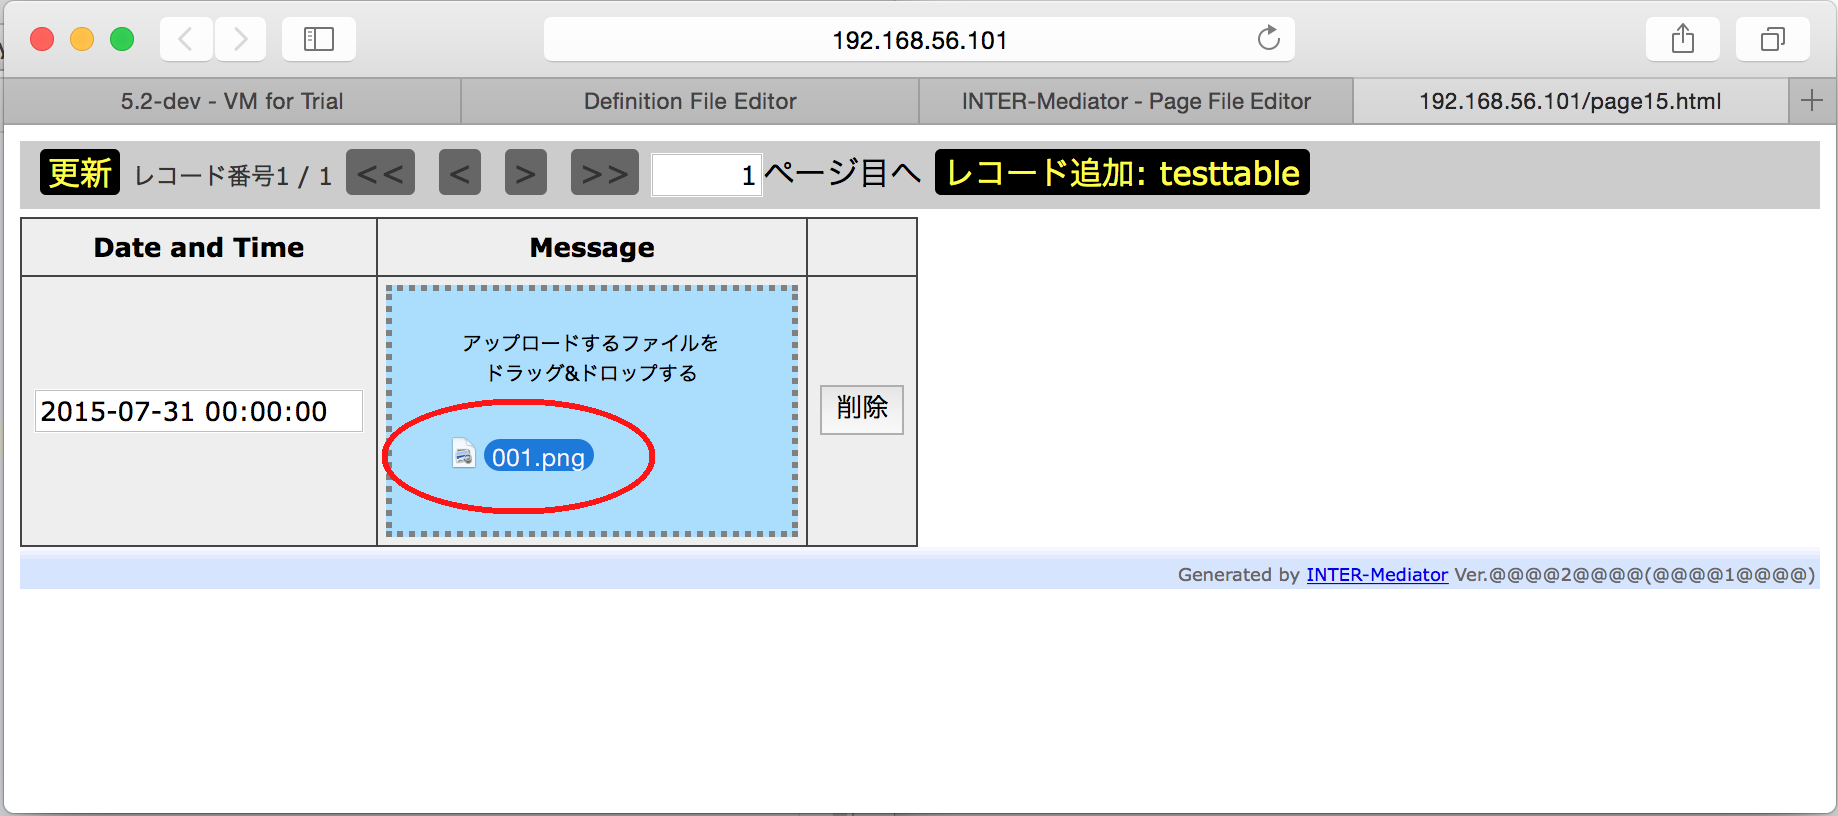 192.168.56.101
5.2-dev - VM for Trial
Definition File Editor
INTER-Mediator - Page File Editor
192.168.56.101/page15.html
更新 レコード番号1 / 1 << < > >> 1 ページ目へ レコード追加: testtable
Date and Time
Message
2015-07-31 00:00:00
アップロードするファイルを
ドラッグ&ドロップする
001.png
削除
Generated by INTER-Mediator Ver.@@@@2@@@@(@@@@1@@@@)